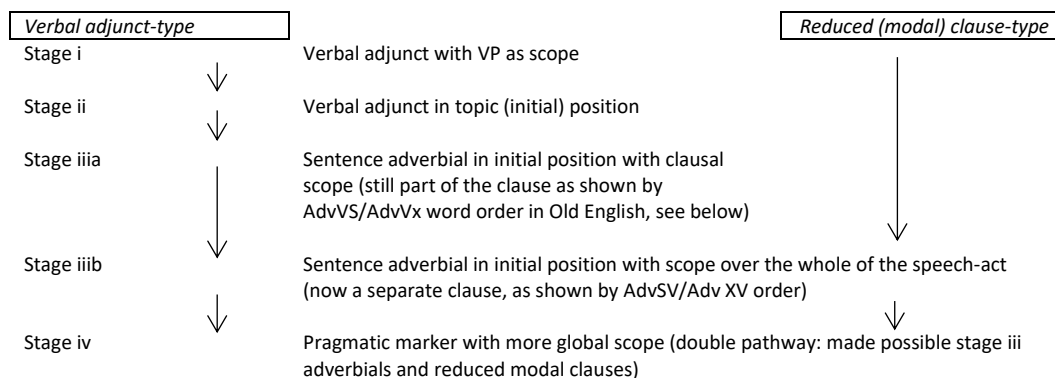 Verbal adjunct-type Reduced (modal) clause-type
Stage i Verbal adjunct with VP as scope
Stage ii Verbal adjunct in topic (initial) position
Stage iiia Sentence adverbial in initial position with clausal
scope (still part of the clause as shown by
AdvVS/AdvVx word order in Old English, see below)
Stage iiib Sentence adverbial in initial position with scope over the whole of the speech-act
(now a separate clause, as shown by AdvSV/Adv XV order)
Stage iv Pragmatic marker with more global scope (double pathway: made possible stage iii
adverbials and reduced modal clauses)